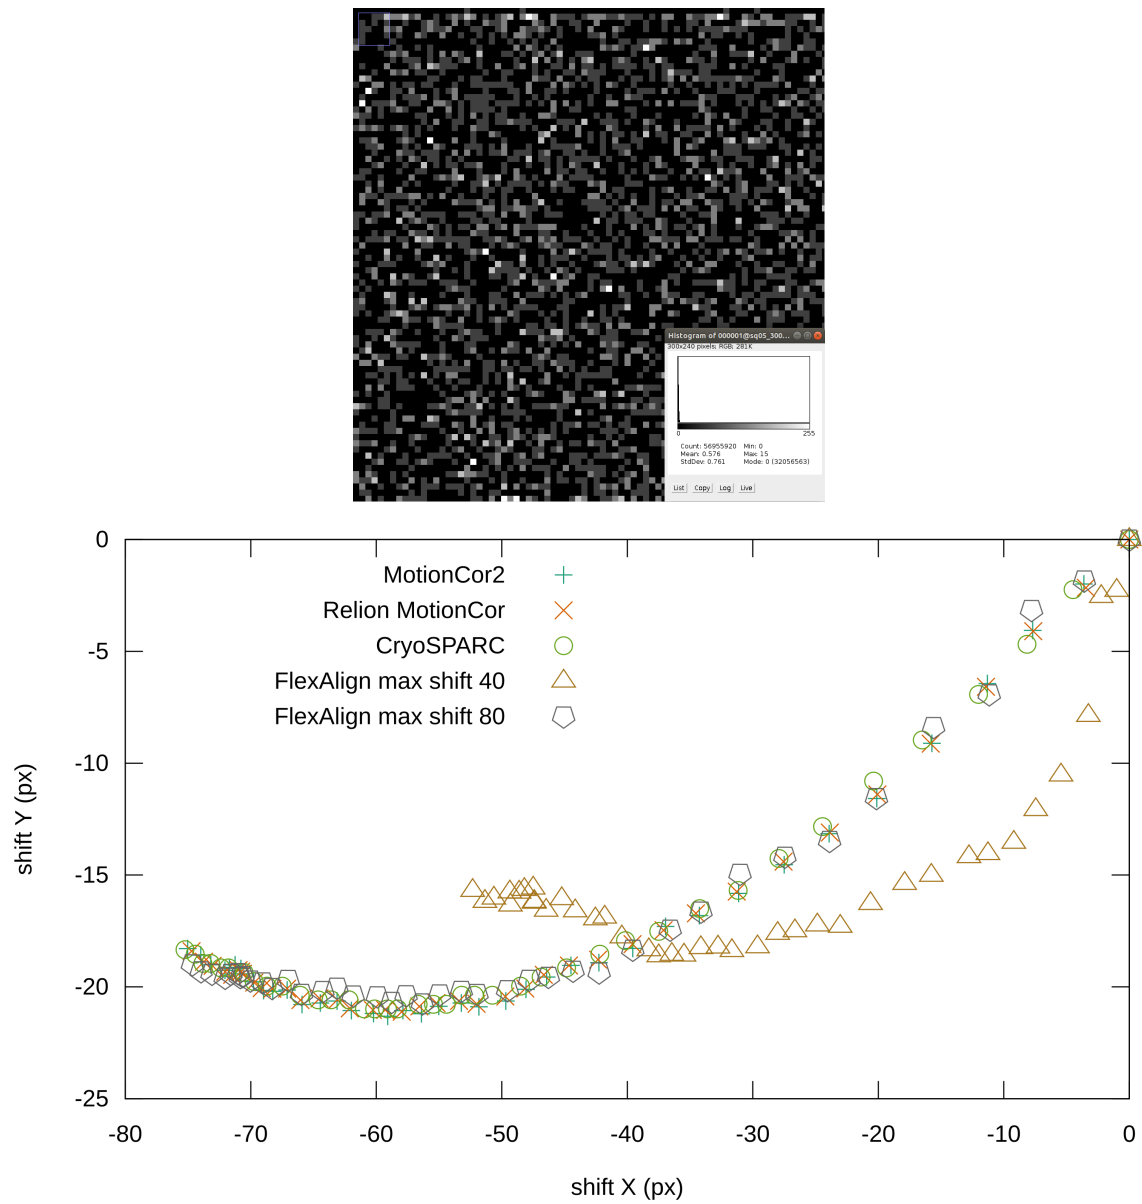 Histogram of 000001@sq05_300...
300x240 pixels; RGB; 281K
0 255
Count: 56955920 Min: 0
Mean: 0.576 Max: 15
StdDev: 0.761 Mode: 0 (32056563)
List Copy Log Live
0
MotionCor2
Relion MotionCor
-5
CryoSPARC
FlexAlign max shift 40
FlexAlign max shift 80
-10
shift Y (px)
-15
-20
-25
-80 -70 -60 -50 -40 -30 -20 -10 0
shift X (px)